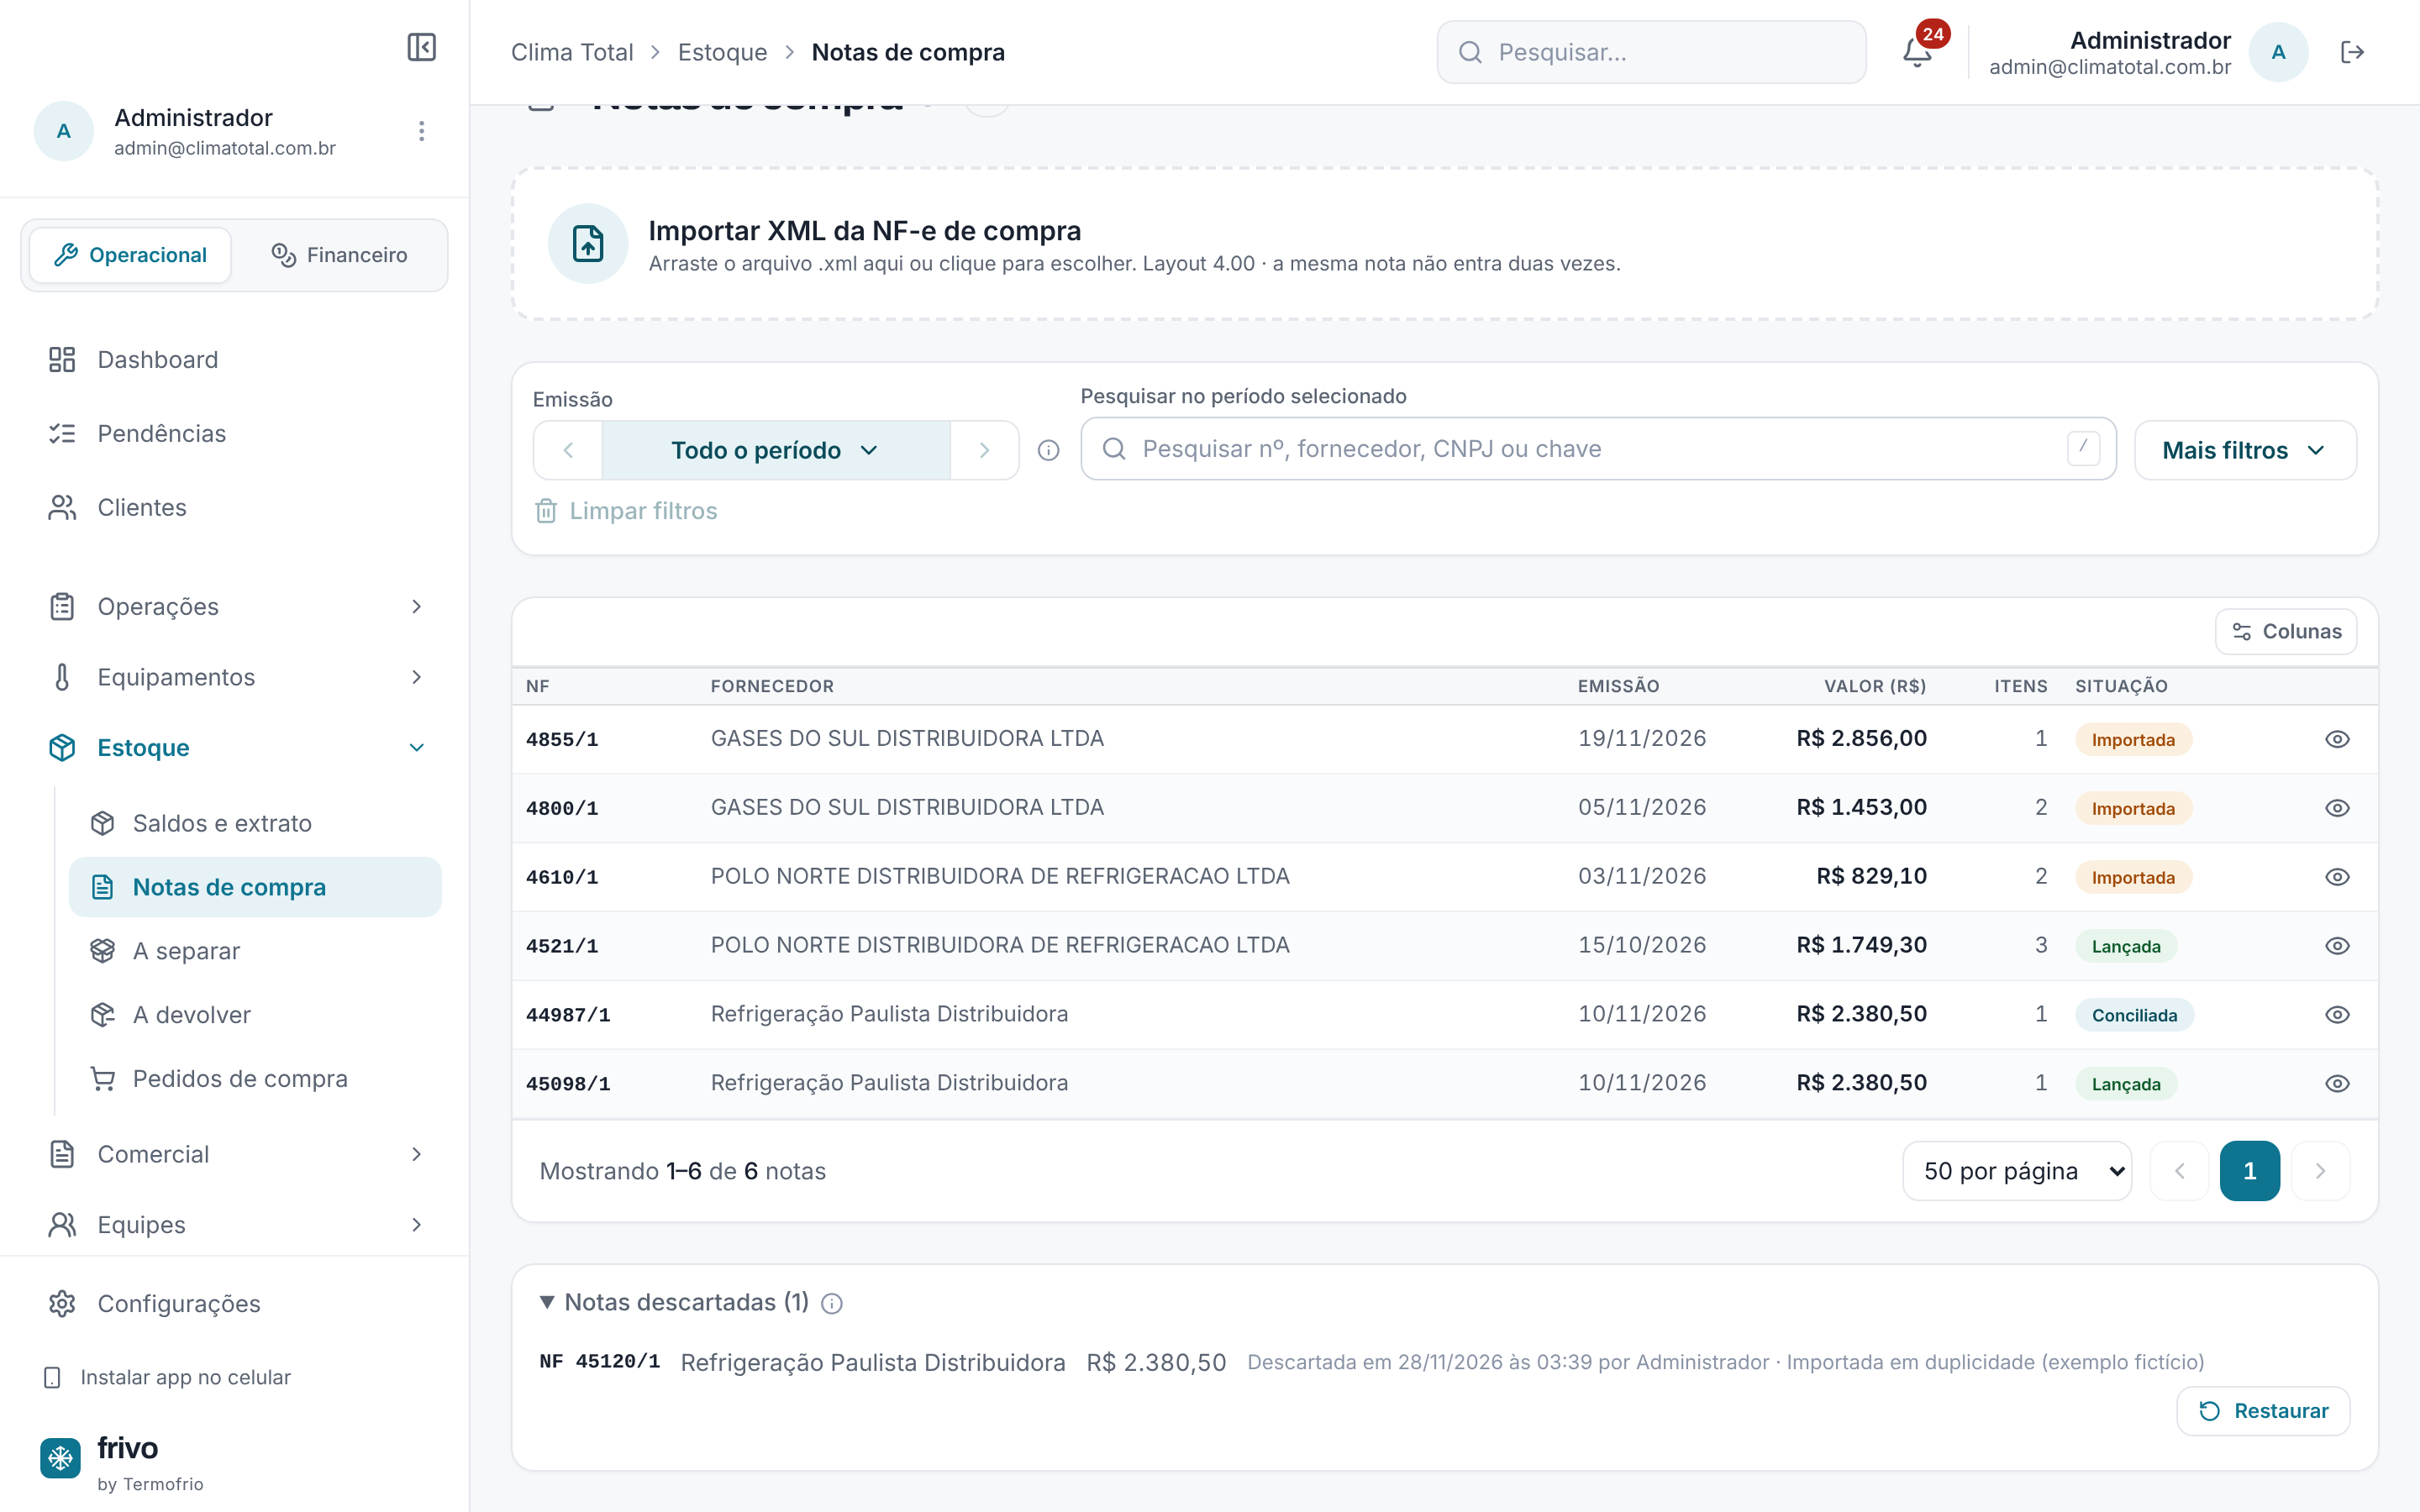 Clima Total > Estoque > Notas de compra
Pesquisar...
24
Administrador
admin@climatotal.com.br
A
A
Administrador
admin@climatotal.com.br
Operacional
Financeiro
Dashboard
Pendências
Clientes
Operações
Equipamentos
Estoque
Saldos e extrato
Notas de compra
A separar
A devolver
Pedidos de compra
Comercial
Equipes
Configurações
Instalar app no celular
frivo
by Termofrio
Notas de compra
Importar XML da NF-e de compra
Arraste o arquivo .xml aqui ou clique para escolher. Layout 4.00 · a mesma nota não entra duas vezes.
Emissão
Todo o período
Pesquisar no período selecionado
Pesquisar nº, fornecedor, CNPJ ou chave
/
Mais filtros
Limpar filtros
Colunas
NF FORNECEDOR EMISSÃO VALOR (R$) ITENS SITUAÇÃO
4855/1 GASES DO SUL DISTRIBUIDORA LTDA 19/11/2026 R$ 2.856,00 1 Importada
4800/1 GASES DO SUL DISTRIBUIDORA LTDA 05/11/2026 R$ 1.453,00 2 Importada
4610/1 POLO NORTE DISTRIBUIDORA DE REFRIGERACAO LTDA 03/11/2026 R$ 829,10 2 Importada
4521/1 POLO NORTE DISTRIBUIDORA DE REFRIGERACAO LTDA 15/10/2026 R$ 1.749,30 3 Lançada
44987/1 Refrigeração Paulista Distribuidora 10/11/2026 R$ 2.380,50 1 Conciliada
45098/1 Refrigeração Paulista Distribuidora 10/11/2026 R$ 2.380,50 1 Lançada
Mostrando 1–6 de 6 notas
50 por página
1
▼ Notas descartadas (1)
NF 45120/1 Refrigeração Paulista Distribuidora R$ 2.380,50 Descartada em 28/11/2026 às 03:39 por Administrador · Importada em duplicidade (exemplo fictício)
Restaurar